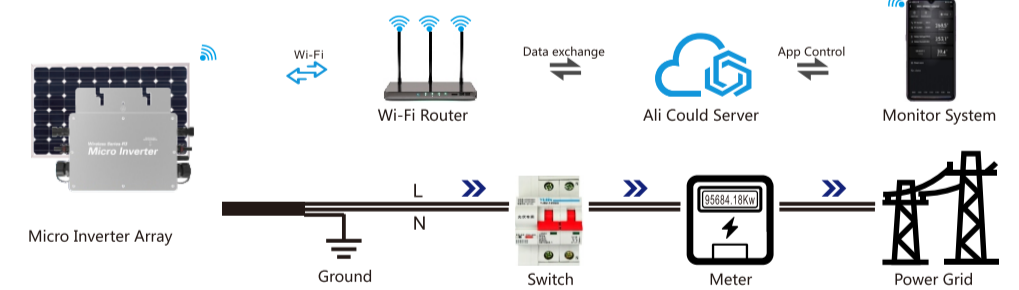 Wi-Fi
Data exchange
App Control
Wi-Fi Router
Ali Could Server
Monitor System
Micro Inverter
L
N
95684.18Kw
Micro Inverter Array
Ground
Switch
Meter
Power Grid